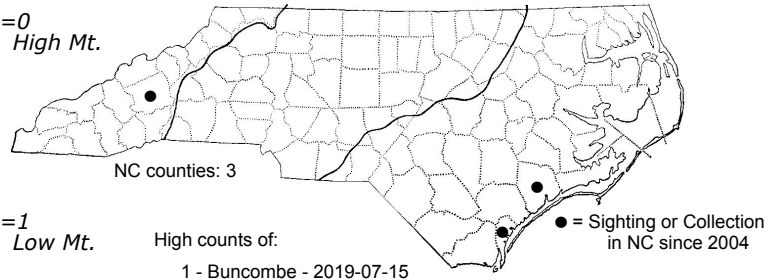 =0
High Mt.
NC counties: 3
=1
Low Mt.
High counts of:
● = Sighting or Collection
in NC since 2004
1 - Buncombe - 2019-07-15